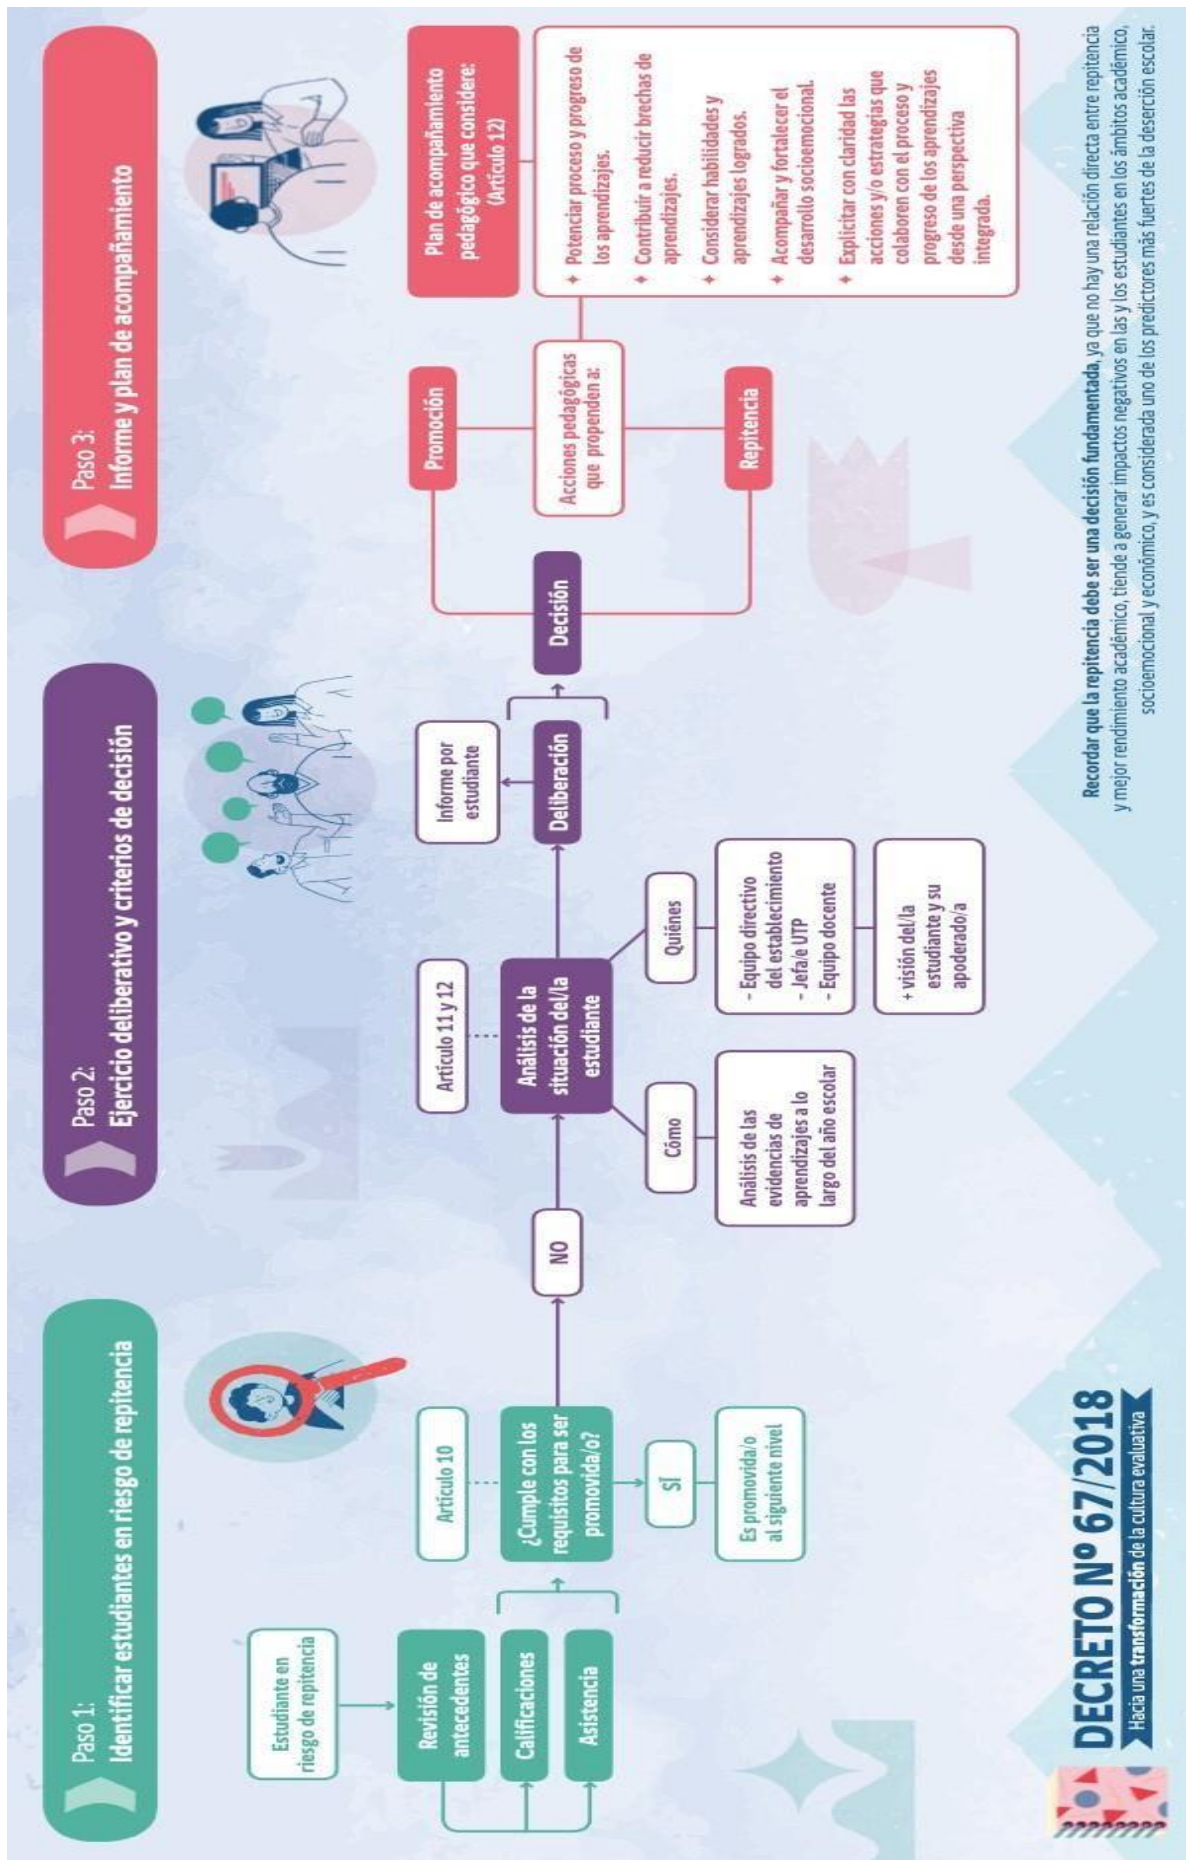 Paso 1:
Identificar estudiantes en riesgo de repitencia
Estudiante en
riesgo de repitencia
Revisión de
antecedentes
Calificaciones
Asistencia
Artículo 10
¿Cumple con los
requisitos para ser
promovida/o?
SÍ
Es promovida/o
al siguiente nivel
NO
Paso 2:
Ejercicio deliberativo y criterios de decisión
Artículo 11 y 12
Análisis de la
situación del/la
estudiante
Cómo
Análisis de las
evidencias de
aprendizajes a lo
largo del año escolar
Quiénes
- Equipo directivo
del establecimiento
- Jefa/e UTP
- Equipo docente
+ visión del/la
estudiante y su
apoderado/a
Informe por
estudiante
Deliberación
Decisión
Paso 3:
Informe y plan de acompañamiento
Promoción
Acciones pedagógicas
que propenden a:
Repitencia
Plan de acompañamiento
pedagógico que considere:
(Artículo 12)
Potenciar proceso y progreso de
los aprendizajes.
Contribuir a reducir brechas de
aprendizajes.
Considerar habilidades y
aprendizajes logrados.
Acompañar y fortalecer el
desarrollo socioemocional.
Explicitar con claridad las
acciones y/o estrategias que
colaboren con el proceso y
progreso de los aprendizajes
desde una perspectiva
integrada.
DECRETO Nº 67/2018
Hacia una transformación de la cultura evaluativa
Recordar que la repitencia debe ser una decisión fundamentada, ya que no hay una relación directa entre repitencia
y mejor rendimiento académico, tiende a generar impactos negativos en las y los estudiantes en los ámbitos académico,
socioemocional y económico, y es considerada uno de los predictores más fuertes de la deserción escolar.